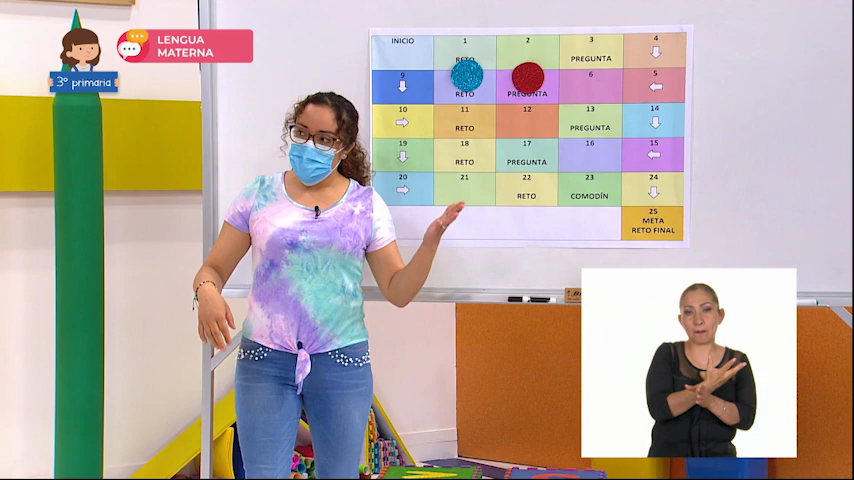 LENGUA
MATERNA
3° primaria
INICIO 1 2 3 4
RETO PREGUNTA
9 6 5
RETO PREGUNTA
10 11 12 13 14
RETO PREGUNTA
19 18 17 16 15
RETO PREGUNTA
20 21 22 23 24
RETO COMODÍN
25
META
RETO FINAL